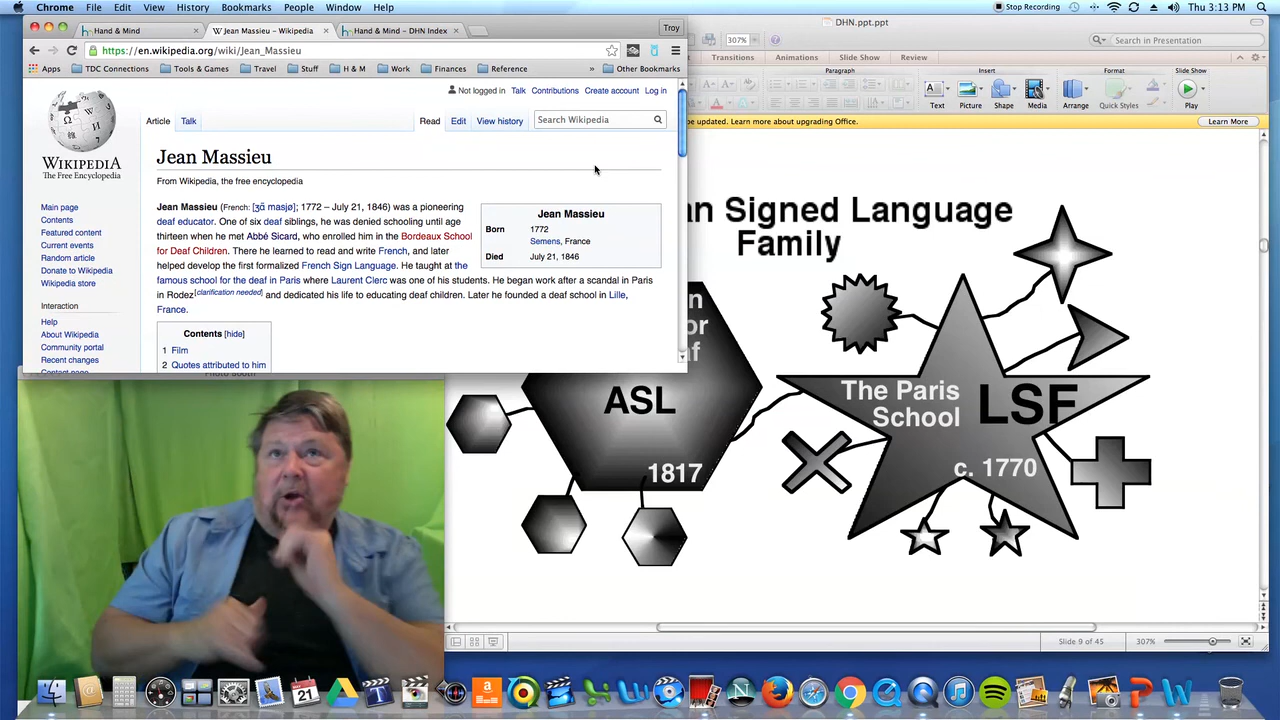 Chrome File Edit View History Bookmarks People Window Help
Stop Recording
Thu 3:13 PM
Hand & Mind
Jean Massieu – Wikipedia
Hand & Mind – DHN Index
Troy
https://en.wikipedia.org/wiki/Jean_Massieu
Apps TDC Connections Tools & Games Travel Stuff H & M Work Finances Reference » Other Bookmarks
Not logged in Talk Contributions Create account Log in
Article Talk Read Edit View history Search Wikipedia
WIKIPEDIA
The Free Encyclopedia
Main page
Contents
Featured content
Current events
Random article
Donate to Wikipedia
Wikipedia store
Interaction
Help
About Wikipedia
Community portal
Recent changes
Contact page
Jean Massieu
From Wikipedia, the free encyclopedia
Jean Massieu (French: [ʒɑ̃ masjø]; 1772 – July 21, 1846) was a pioneering
deaf educator. One of six deaf siblings, he was denied schooling until age
thirteen when he met Abbé Sicard, who enrolled him in the Bordeaux School
for Deaf Children. There he learned to read and write French, and later
helped develop the first formalized French Sign Language. He taught at the
famous school for the deaf in Paris where Laurent Clerc was one of his students. He began work after a scandal in Paris
in Rodez[clarification needed] and dedicated his life to educating deaf children. Later he founded a deaf school in Lille,
France.
Jean Massieu
Born 1772
Semens, France
Died July 21, 1846
Contents [hide]
1 Film
2 Quotes attributed to him
DHN.ppt.ppt
307%
Search in Presentation
Transitions Animations Slide Show Review
Paragraph Insert Format Slide Show
Text Picture Shape Media Arrange Quick Styles Play
be updated. Learn more about upgrading Office.
Learn More
n Signed Language
Family
n
or
af
ASL
1817
The Paris
School
LSF
c. 1770
Slide 9 of 45
307%
21